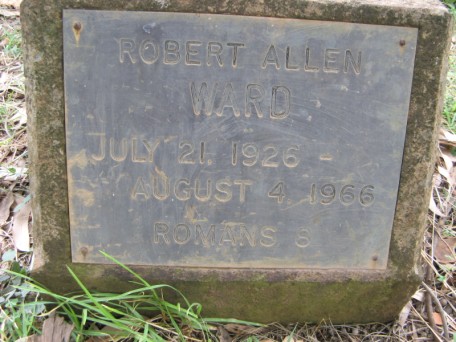 ROBERT ALLEN
WARD
JULY 21, 1926 -
AUGUST 4, 1966
ROMANS 8